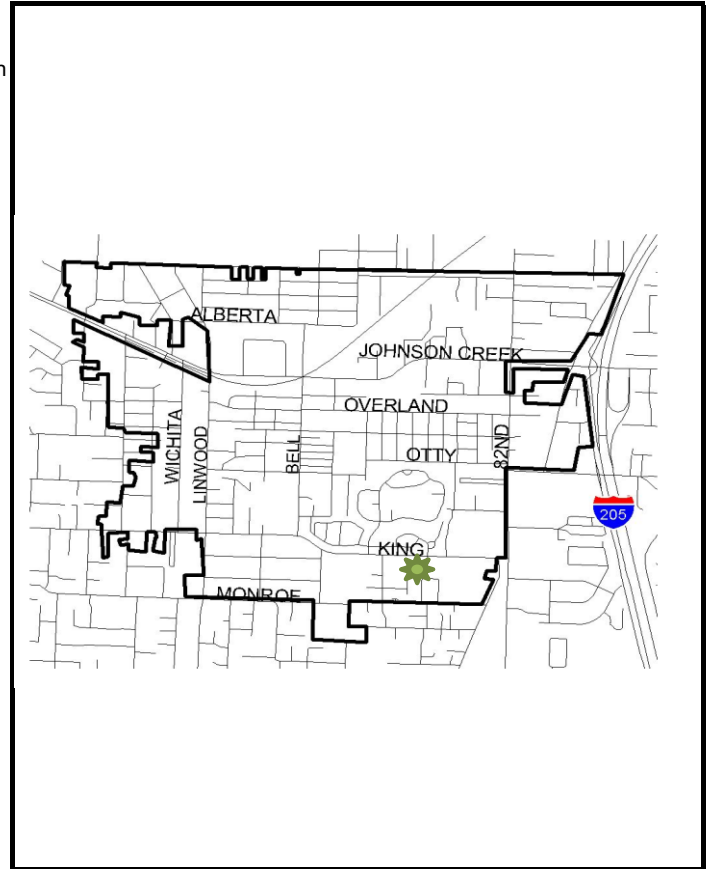 n
ALBERTA
JOHNSON CREEK
OVERLAND
WICHITA
LINWOOD
BELL
OTTY
82ND
205
KING
MONROE